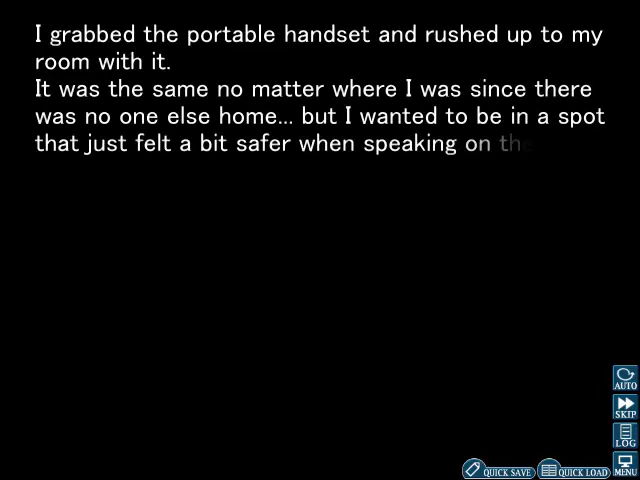 I grabbed the portable handset and rushed up to my
room with it.
It was the same no matter where I was since there
was no one else home... but I wanted to be in a spot
that just felt a bit safer when speaking on the
AUTO
SKIP
LOG
MENU
QUICK SAVE
QUICK LOAD